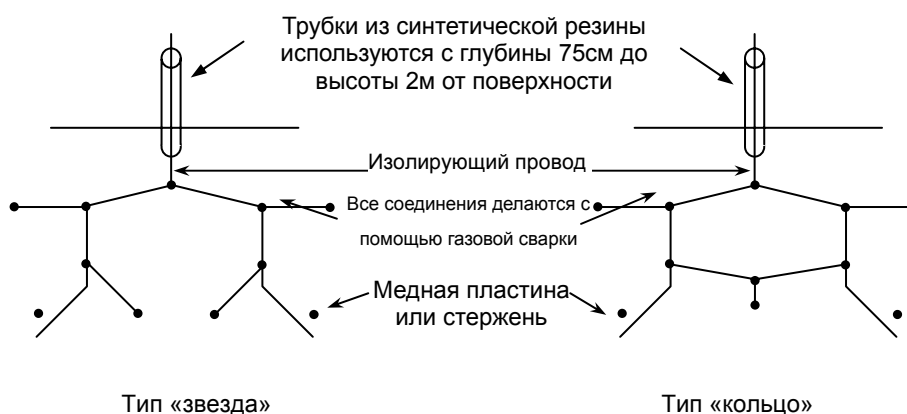 Трубки из синтетической резины
используются с глубины 75см до
высоты 2м от поверхности
Изолирующий провод
Все соединения делаются с
помощью газовой сварки
Медная пластина
или стержень
Тип «звезда»
Тип «кольцо»